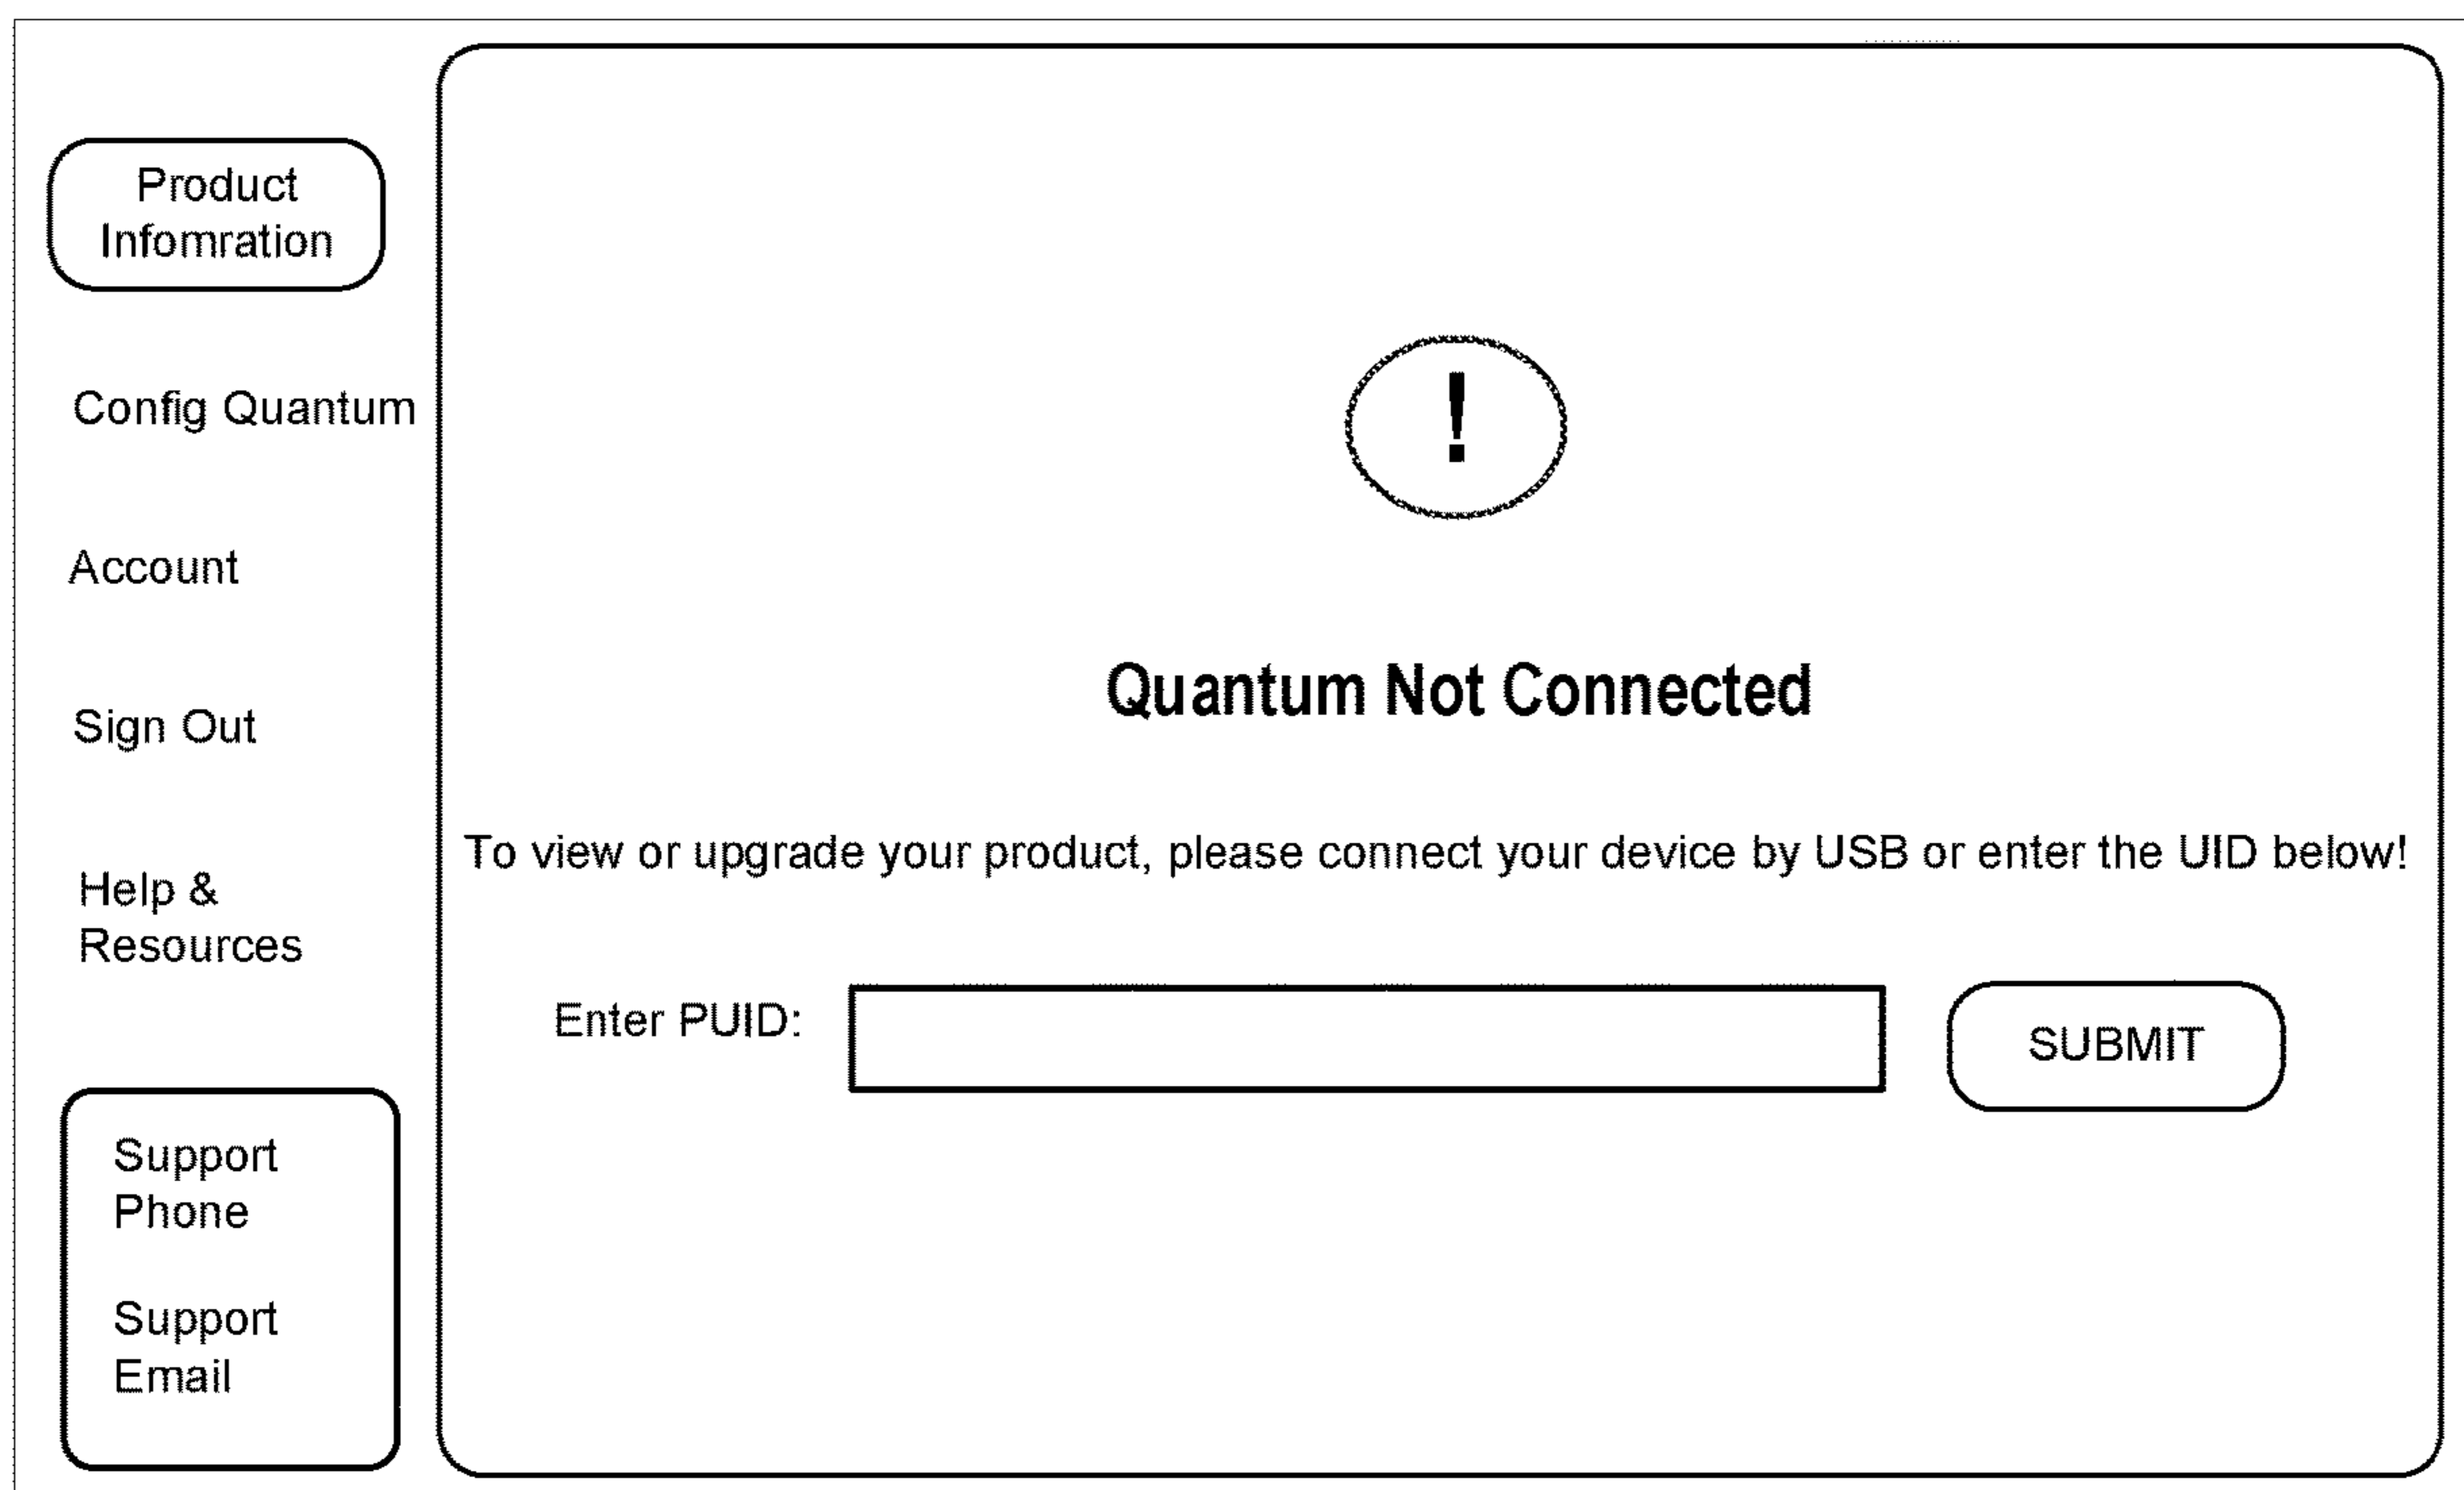 Product
Infomration
Config Quantum
Account
Sign Out
Help &
Resources
Support
Phone
Support
Email
!
Quantum Not Connected
To view or upgrade your product, please connect your device by USB or enter the UID below!
Enter PUID:
SUBMIT